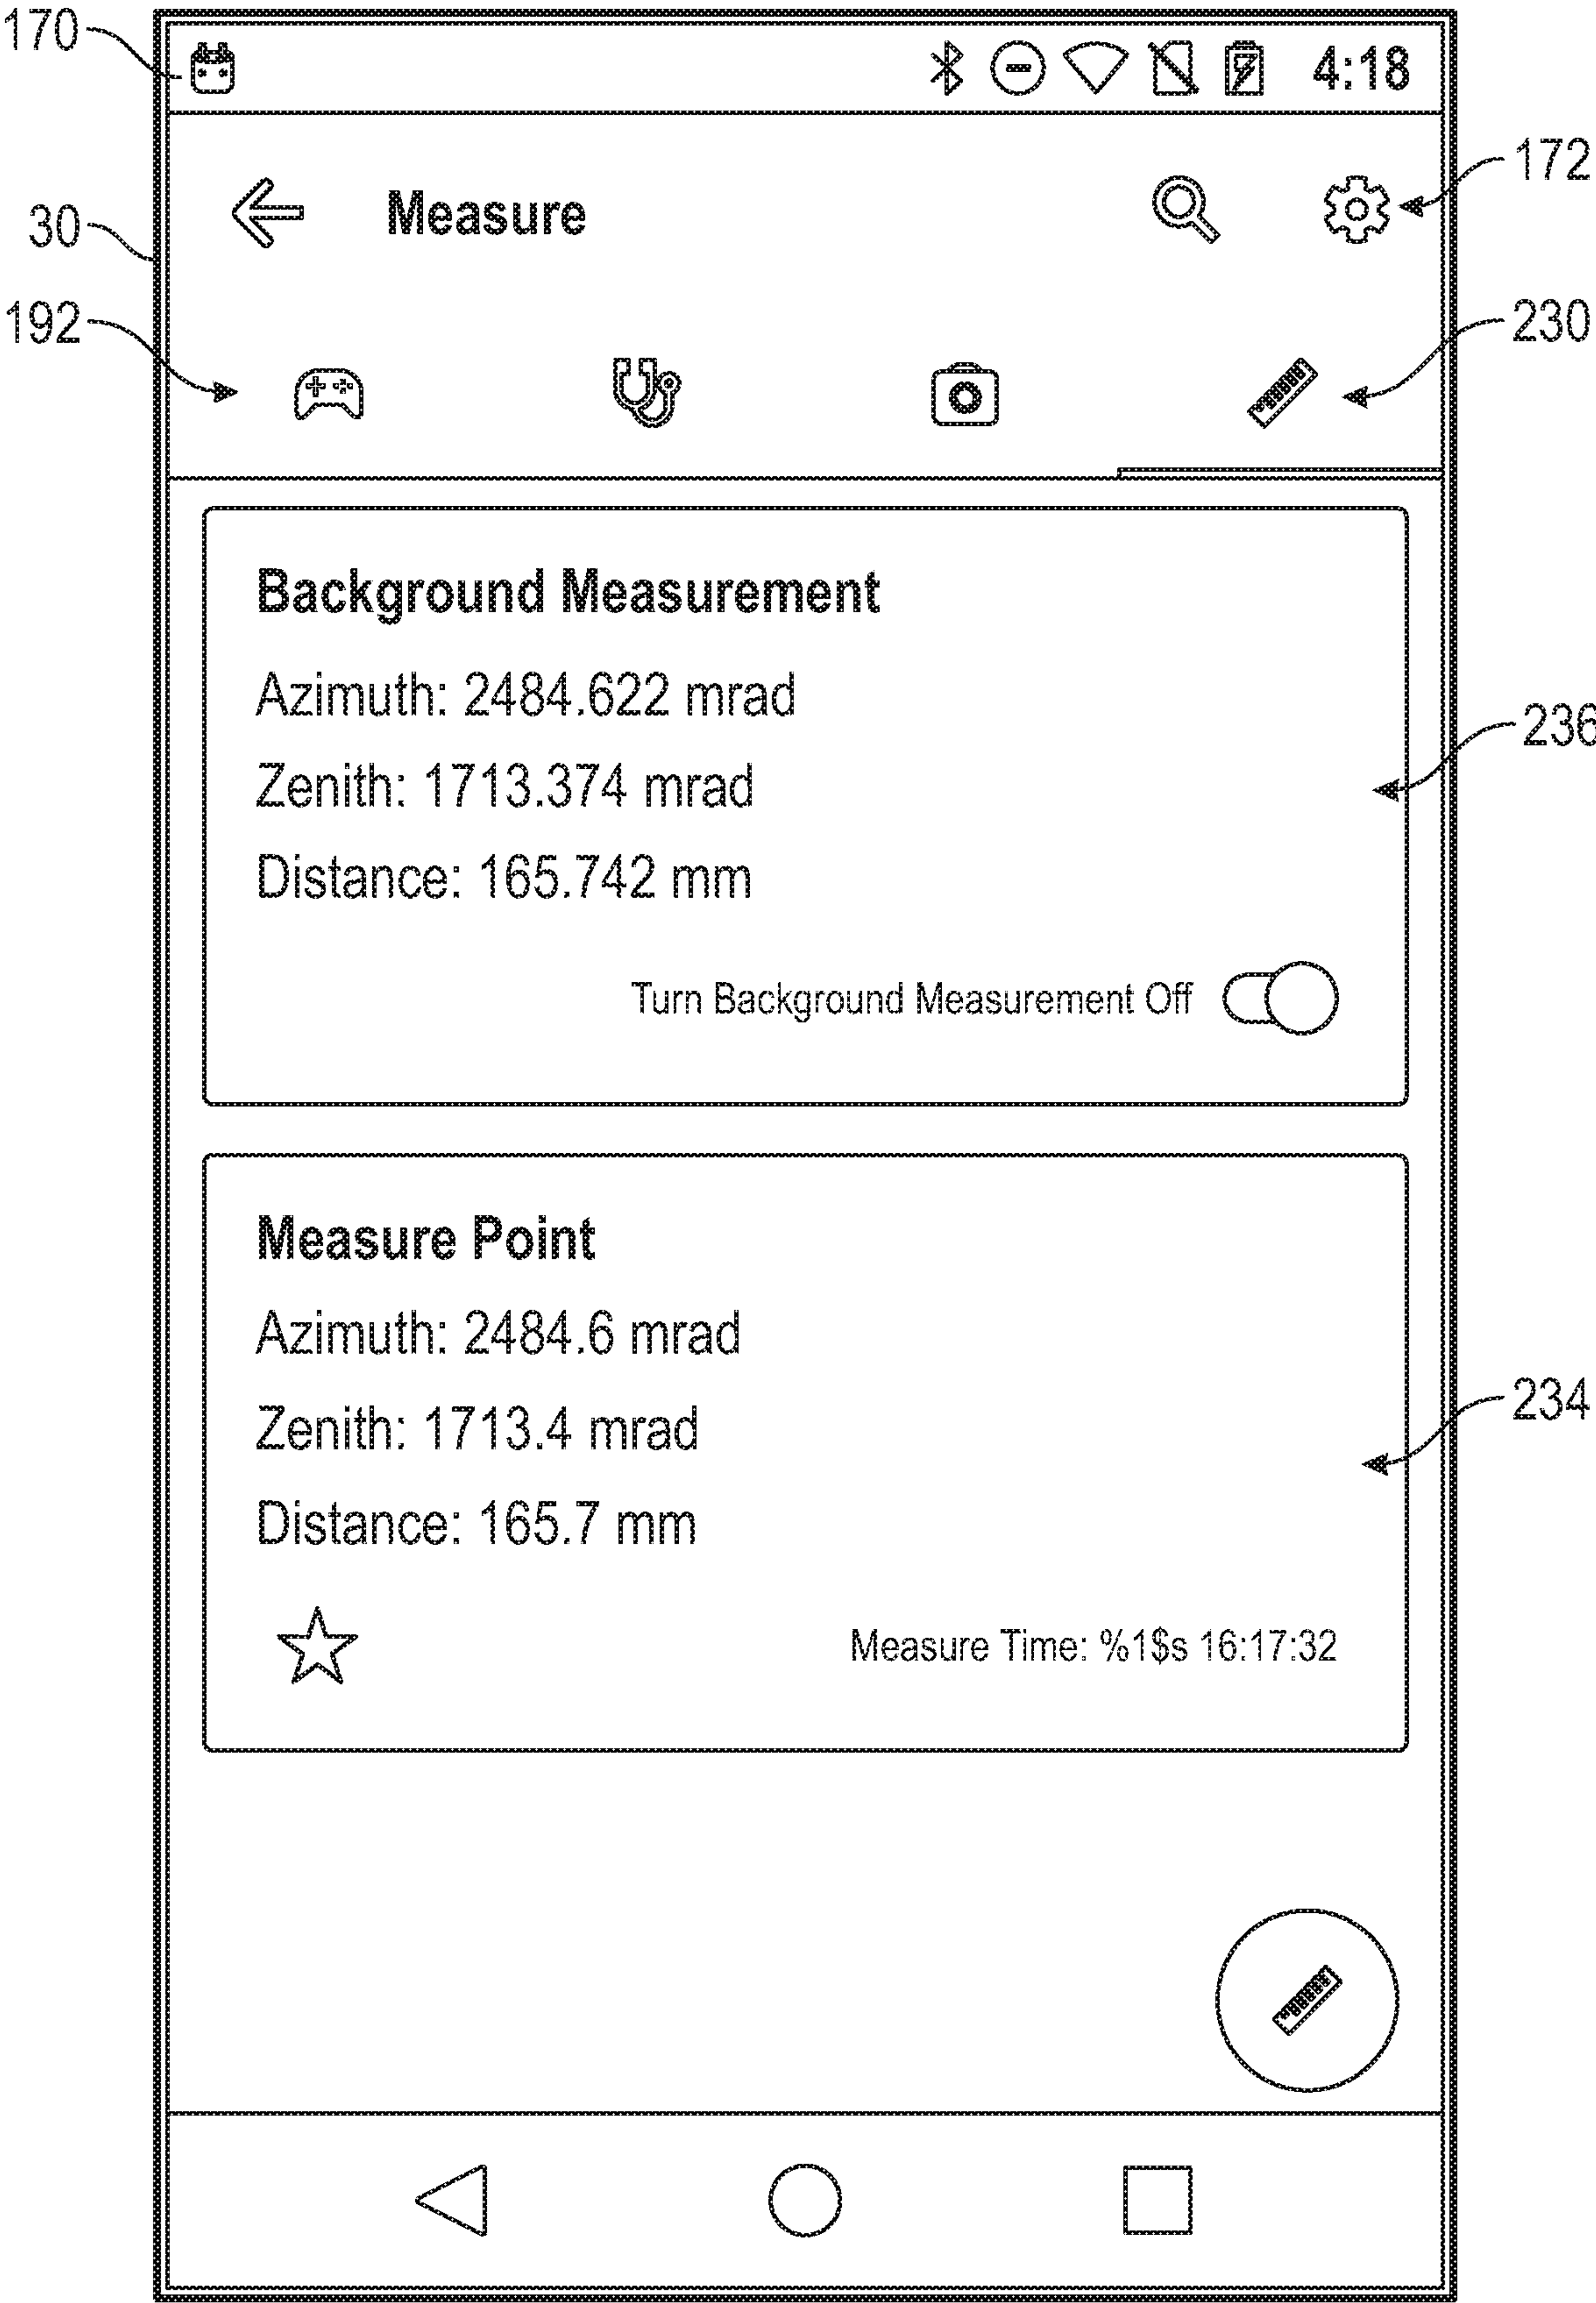 170
4:18
172
30
Measure
192
230
Background Measurement
Azimuth: 2484.622 mrad
236
Zenith: 1713.374 mrad
Distance: 165.742 mm
Turn Background Measurement Off
Measure Point
Azimuth: 2484.6 mrad
234
Zenith: 1713.4 mrad
Distance: 165.7 mm
Measure Time: %1$s 16:17:32